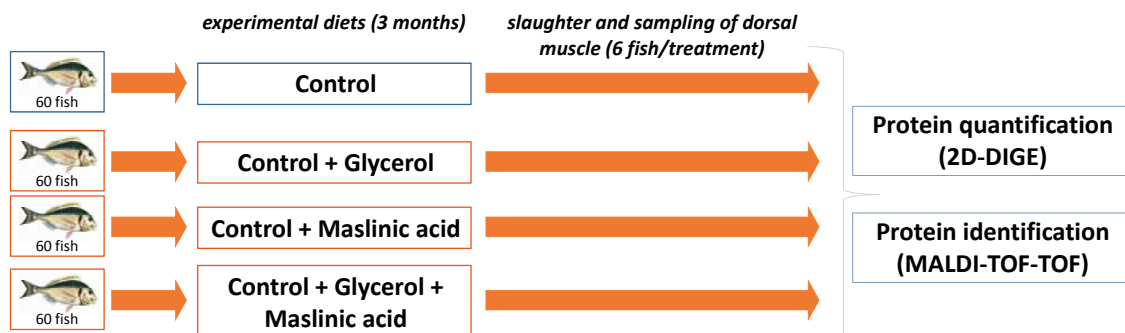 experimental diets (3 months)
slaughter and sampling of dorsal
muscle (6 fish/treatment)
60 fish
Control
60 fish
Control + Glycerol
60 fish
Control + Maslinic acid
60 fish
Control + Glycerol +
Maslinic acid
Protein quantification
(2D-DIGE)
Protein identification
(MALDI-TOF-TOF)